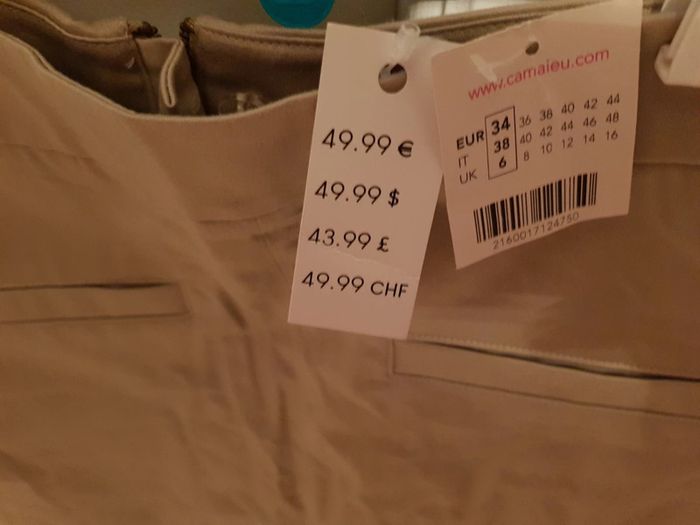 49.99 €
49.99 $
43.99 £
49.99 CHF
www.camaieu.com
EUR 34 36 38 40 42 44
IT 38 40 42 44 46 48
UK 6 8 10 12 14 16
2160017124750